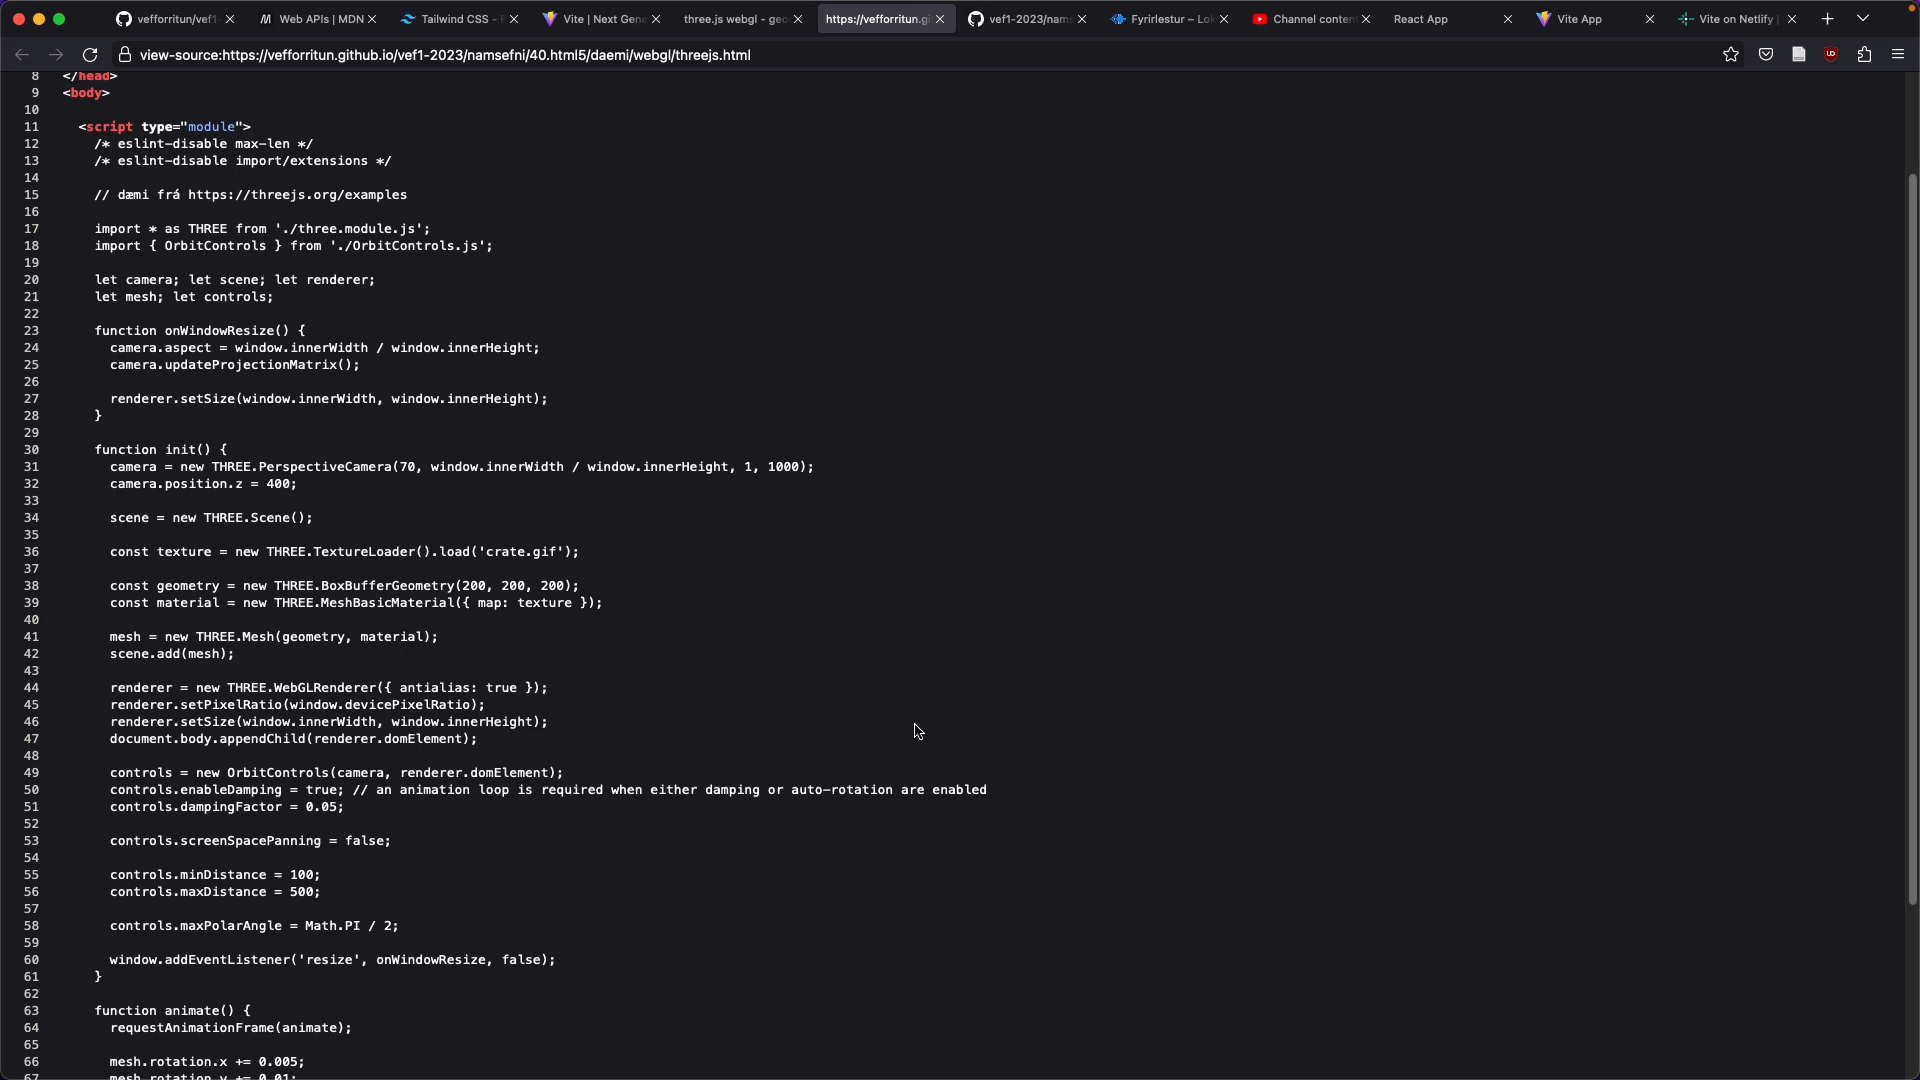 vefforritun/vef1-
Web APIs | MDN
Tailwind CSS -
Vite | Next Gene
three.js webgl - geo
https://vefforritun.gi
vef1-2023/nams
Fyrirlestur – Lok
Channel content
React App
Vite App
Vite on Netlify |
view-source:https://vefforritun.github.io/vef1-2023/namsefni/40.html5/daemi/webgl/threejs.html
8 </head>
9 <body>
10
11 <script type="module">
12 /* eslint-disable max-len */
13 /* eslint-disable import/extensions */
14
15 // dæmi frá https://threejs.org/examples
16
17 import * as THREE from './three.module.js';
18 import { OrbitControls } from './OrbitControls.js';
19
20 let camera; let scene; let renderer;
21 let mesh; let controls;
22
23 function onWindowResize() {
24 camera.aspect = window.innerWidth / window.innerHeight;
25 camera.updateProjectionMatrix();
26
27 renderer.setSize(window.innerWidth, window.innerHeight);
28 }
29
30 function init() {
31 camera = new THREE.PerspectiveCamera(70, window.innerWidth / window.innerHeight, 1, 1000);
32 camera.position.z = 400;
33
34 scene = new THREE.Scene();
35
36 const texture = new THREE.TextureLoader().load('crate.gif');
37
38 const geometry = new THREE.BoxBufferGeometry(200, 200, 200);
39 const material = new THREE.MeshBasicMaterial({ map: texture });
40
41 mesh = new THREE.Mesh(geometry, material);
42 scene.add(mesh);
43
44 renderer = new THREE.WebGLRenderer({ antialias: true });
45 renderer.setPixelRatio(window.devicePixelRatio);
46 renderer.setSize(window.innerWidth, window.innerHeight);
47 document.body.appendChild(renderer.domElement);
48
49 controls = new OrbitControls(camera, renderer.domElement);
50 controls.enableDamping = true; // an animation loop is required when either damping or auto-rotation are enabled
51 controls.dampingFactor = 0.05;
52
53 controls.screenSpacePanning = false;
54
55 controls.minDistance = 100;
56 controls.maxDistance = 500;
57
58 controls.maxPolarAngle = Math.PI / 2;
59
60 window.addEventListener('resize', onWindowResize, false);
61 }
62
63 function animate() {
64 requestAnimationFrame(animate);
65
66 mesh.rotation.x += 0.005;
67 mesh.rotation.y += 0.01;